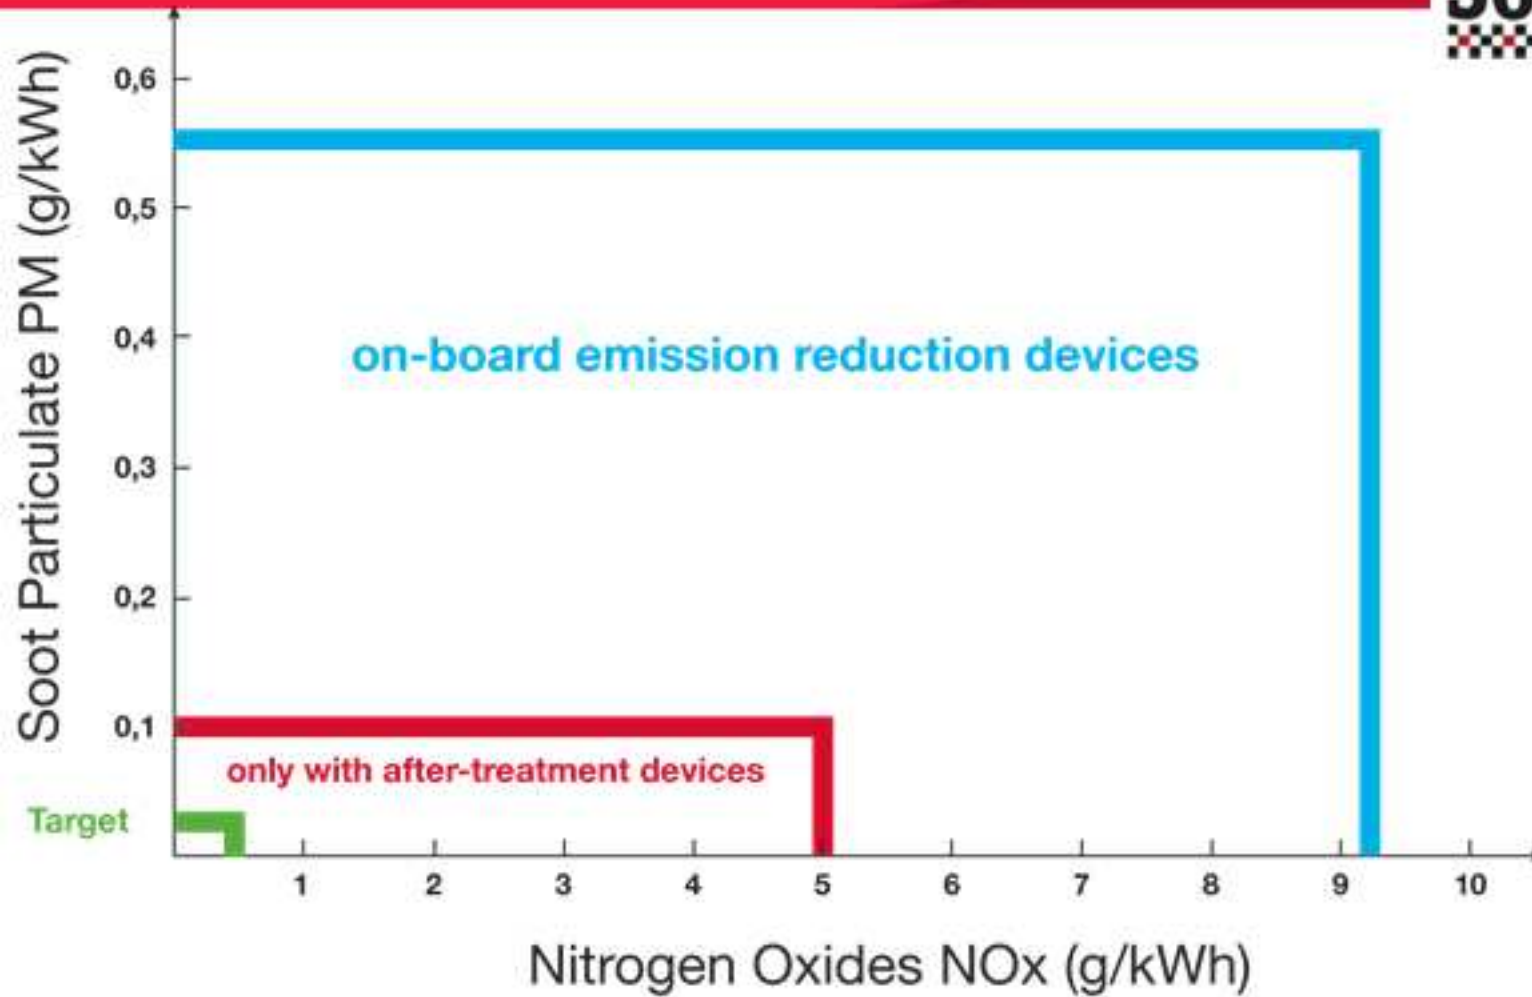 0,6
0,5
0,4
0,3
0,2
0,1
Soot Particulate PM (g/kWh)
on-board emission reduction devices
only with after-treatment devices
Target
1 2 3 4 5 6 7 8 9 10
Nitrogen Oxides NOx (g/kWh)